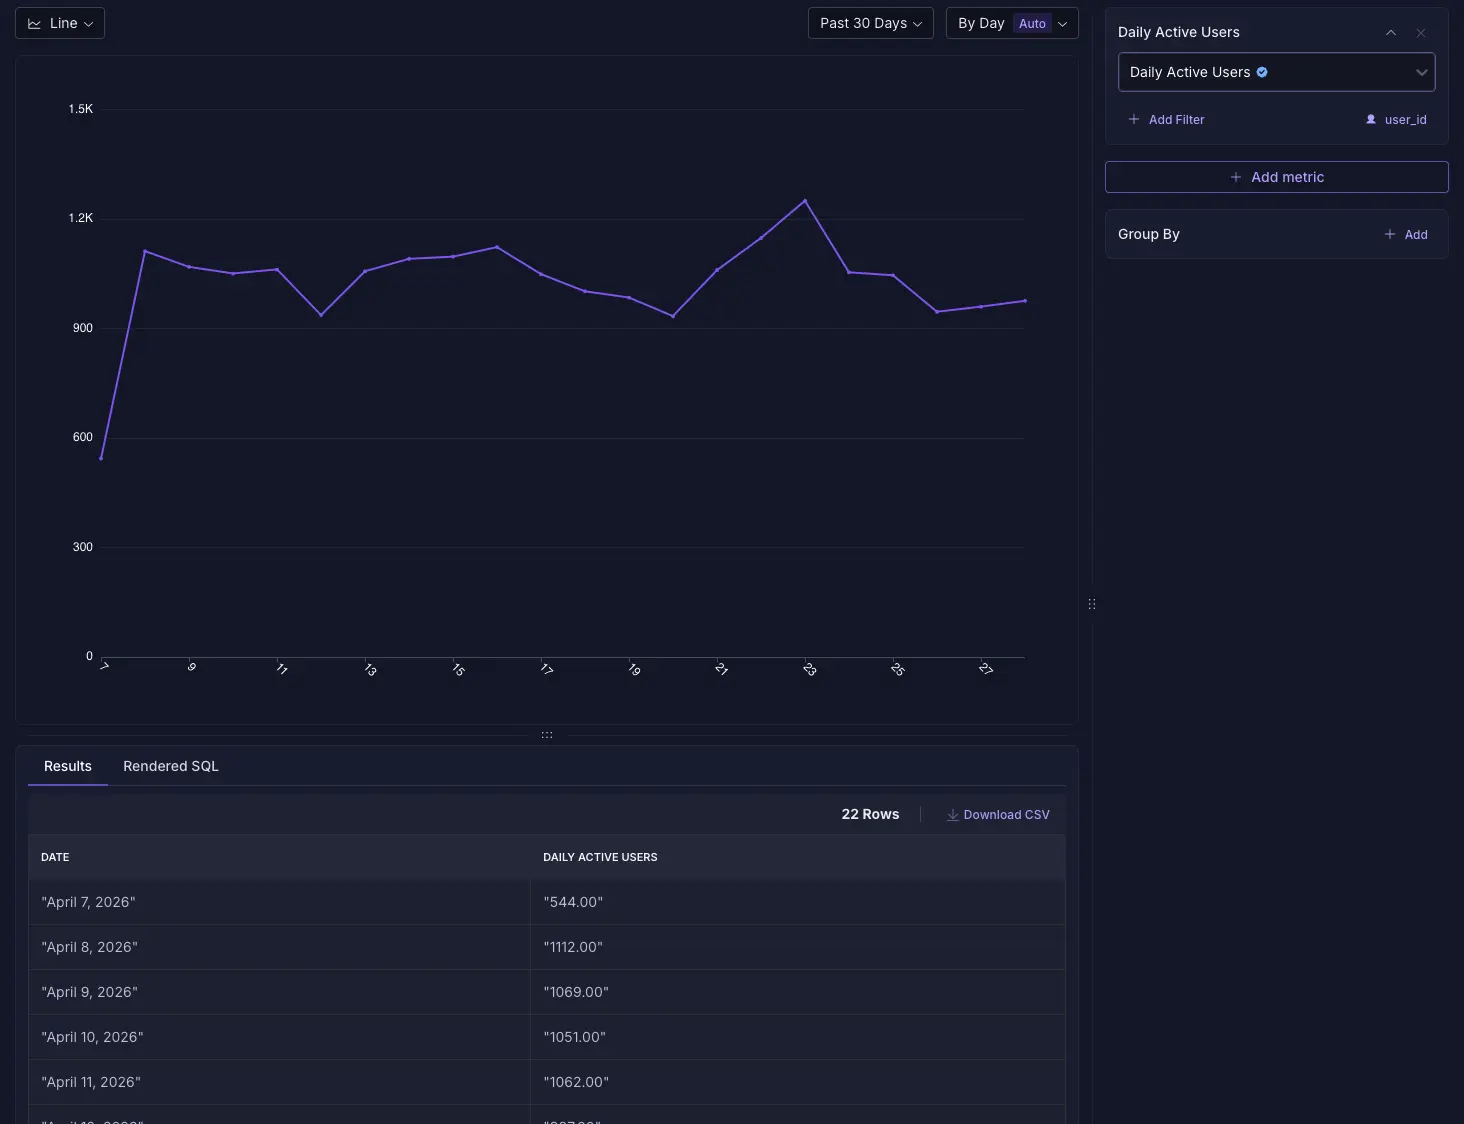 Line
Past 30 Days
By Day Auto
Daily Active Users
Daily Active Users
Add Filter
user_id
Add metric
Group By
Add
1.5K
1.2K
900
600
300
0
7 9 11 13 15 17 19 21 23 25 27
Results Rendered SQL
22 Rows
Download CSV
DATE DAILY ACTIVE USERS
"April 7, 2026" "544.00"
"April 8, 2026" "1112.00"
"April 9, 2026" "1069.00"
"April 10, 2026" "1051.00"
"April 11, 2026" "1062.00"